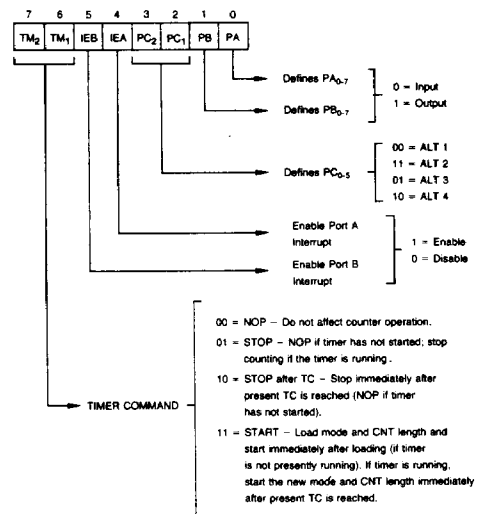 7 6 5 4 3 2 1 0
TM₂ TM₁ IEB IEA PC₂ PC₁ PB PA
Defines PA₀₋₇
0 = Input
1 = Output
Defines PB₀₋₇
Defines PC₀₋₅
00 = ALT 1
11 = ALT 2
01 = ALT 3
10 = ALT 4
Enable Port A
Interrupt
1 = Enable
0 = Disable
Enable Port B
Interrupt
TIMER COMMAND
00 = NOP – Do not affect counter operation.
01 = STOP – NOP if timer has not started; stop
counting if the timer is running.
10 = STOP after TC – Stop immediately after
present TC is reached (NOP if timer
has not started).
11 = START – Load mode and CNT length and
start immediately after loading (if timer
is not presently running). If timer is running,
start the new mode and CNT length immediately
after present TC is reached.